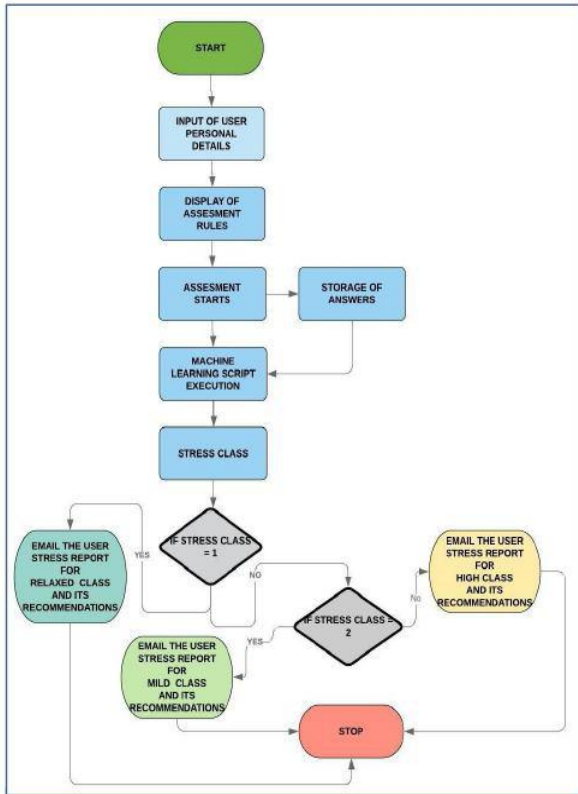 START
INPUT OF USER
PERSONAL
DETAILS
DISPLAY OF
ASSESMENT
RULES
ASSESMENT
STARTS
STORAGE OF
ANSWERS
MACHINE
LEARNING SCRIPT
EXECUTION
STRESS CLASS
IF STRESS CLASS
= 1
YES
NO
EMAIL THE USER
STRESS REPORT
FOR
RELAXED CLASS
AND ITS
RECOMMENDATIONS
IF STRESS CLASS =
2
No
YES
EMAIL THE USER
STRESS REPORT
FOR
HIGH CLASS
AND ITS
RECOMMENDATIONS
EMAIL THE USER
STRESS REPORT
FOR
MILD CLASS
AND ITS
RECOMMENDATIONS
STOP